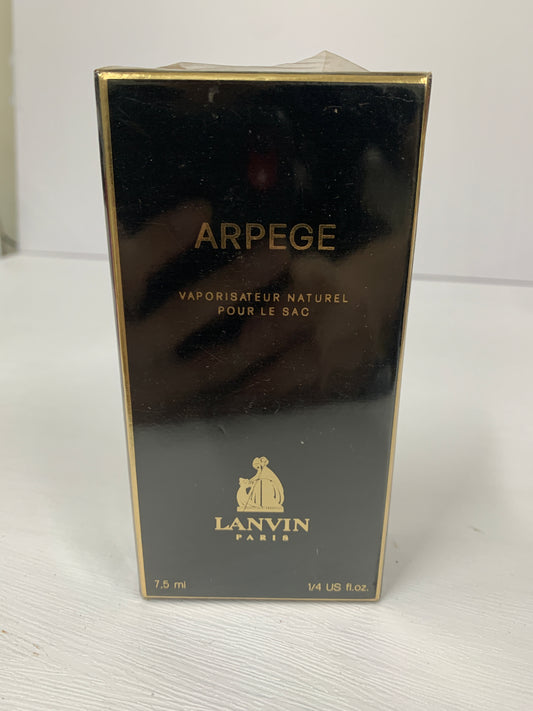 ARPEGE
VAPORISATEUR NATUREL
POUR LE SAC
LANVIN
PARIS
7,5 ml 1/4 US fl.oz.